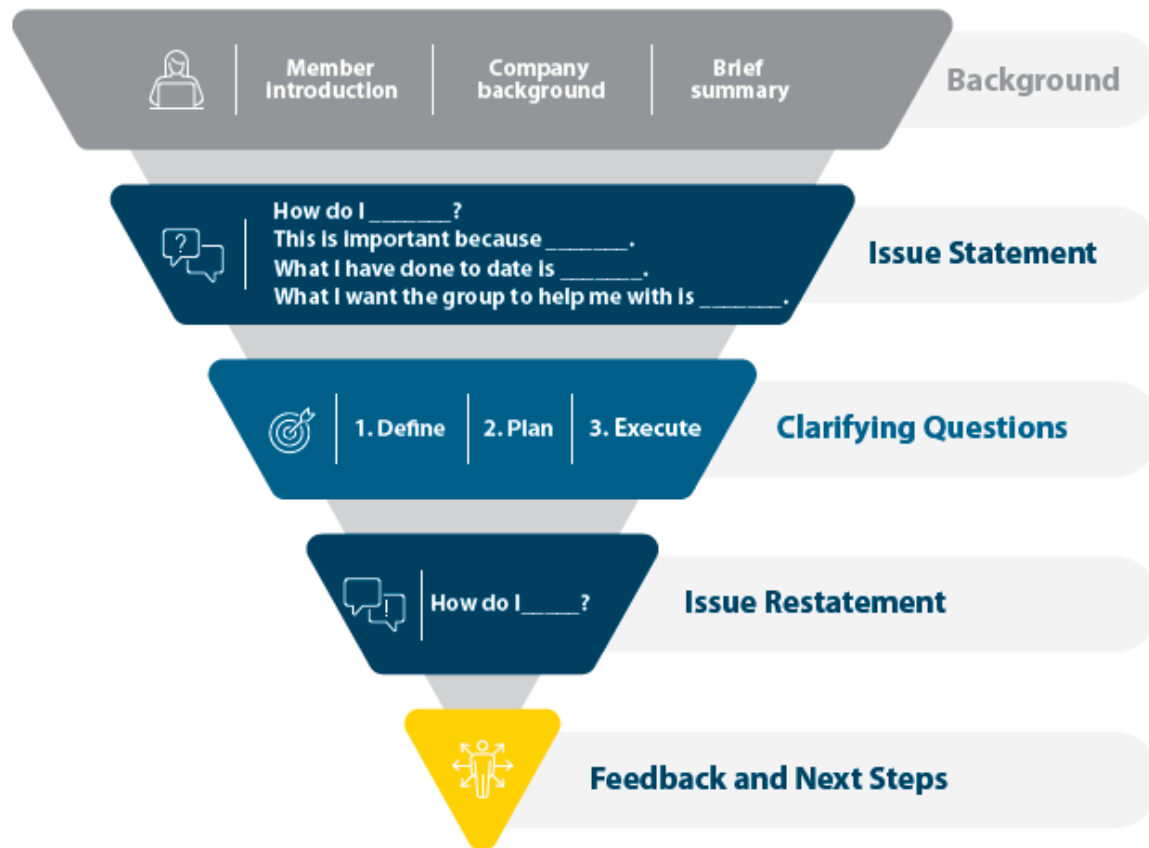 Member
Introduction
Company
background
Brief
summary
Background
How do I _______?
This is important because _______.
What I have done to date is _______.
What I want the group to help me with is _______.
Issue Statement
1. Define
2. Plan
3. Execute
Clarifying Questions
How do I_____?
Issue Restatement
Feedback and Next Steps